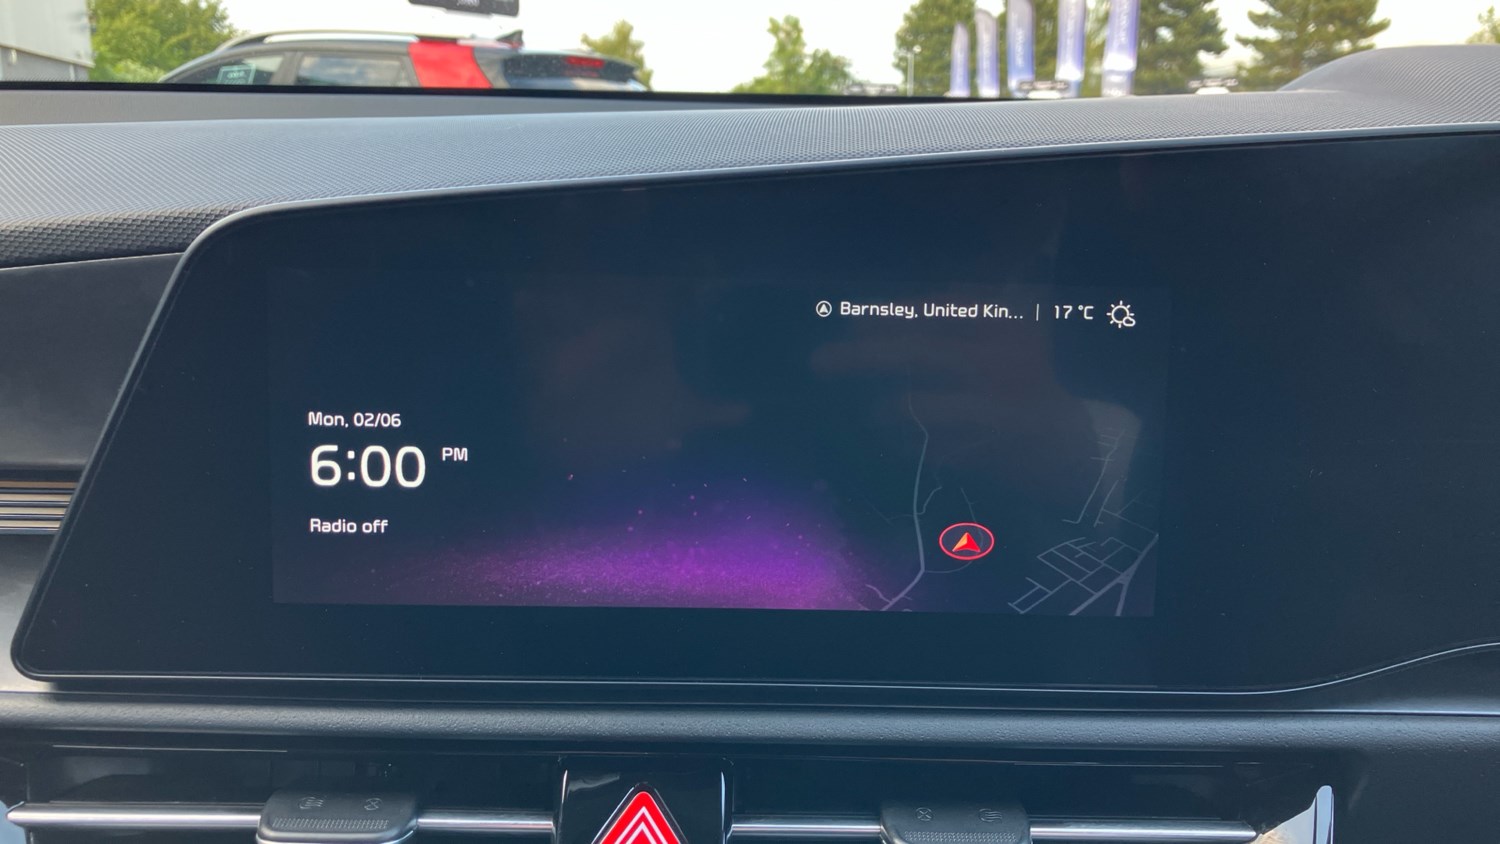 Barnsley, United Kin... | 17 °C
Mon, 02/06
6:00 PM
Radio off